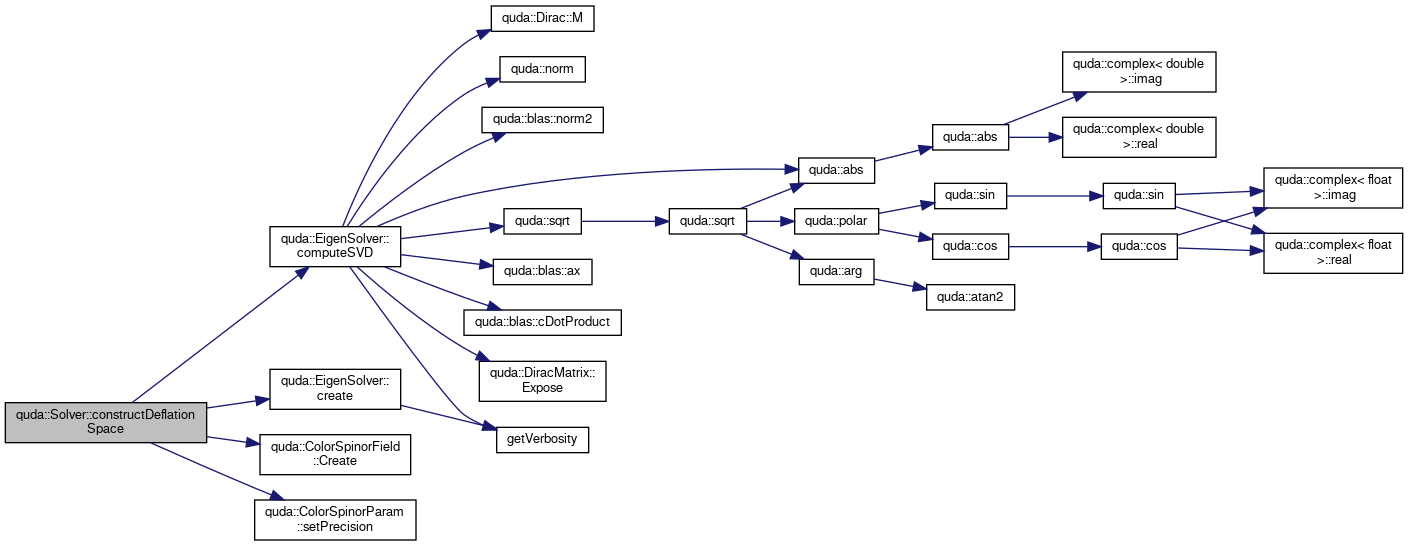 quda::Solver::constructDeflation
Space
quda::EigenSolver::
computeSVD
quda::EigenSolver::
create
quda::ColorSpinorField
::Create
quda::ColorSpinorParam
::setPrecision
quda::Dirac::M
quda::norm
quda::blas::norm2
quda::sqrt
quda::blas::ax
quda::blas::cDotProduct
quda::DiracMatrix::
Expose
getVerbosity
quda::sqrt
quda::abs
quda::polar
quda::arg
quda::abs
quda::sin
quda::cos
quda::atan2
quda::complex< double
>::imag
quda::complex< double
>::real
quda::sin
quda::cos
quda::complex< float
>::imag
quda::complex< float
>::real